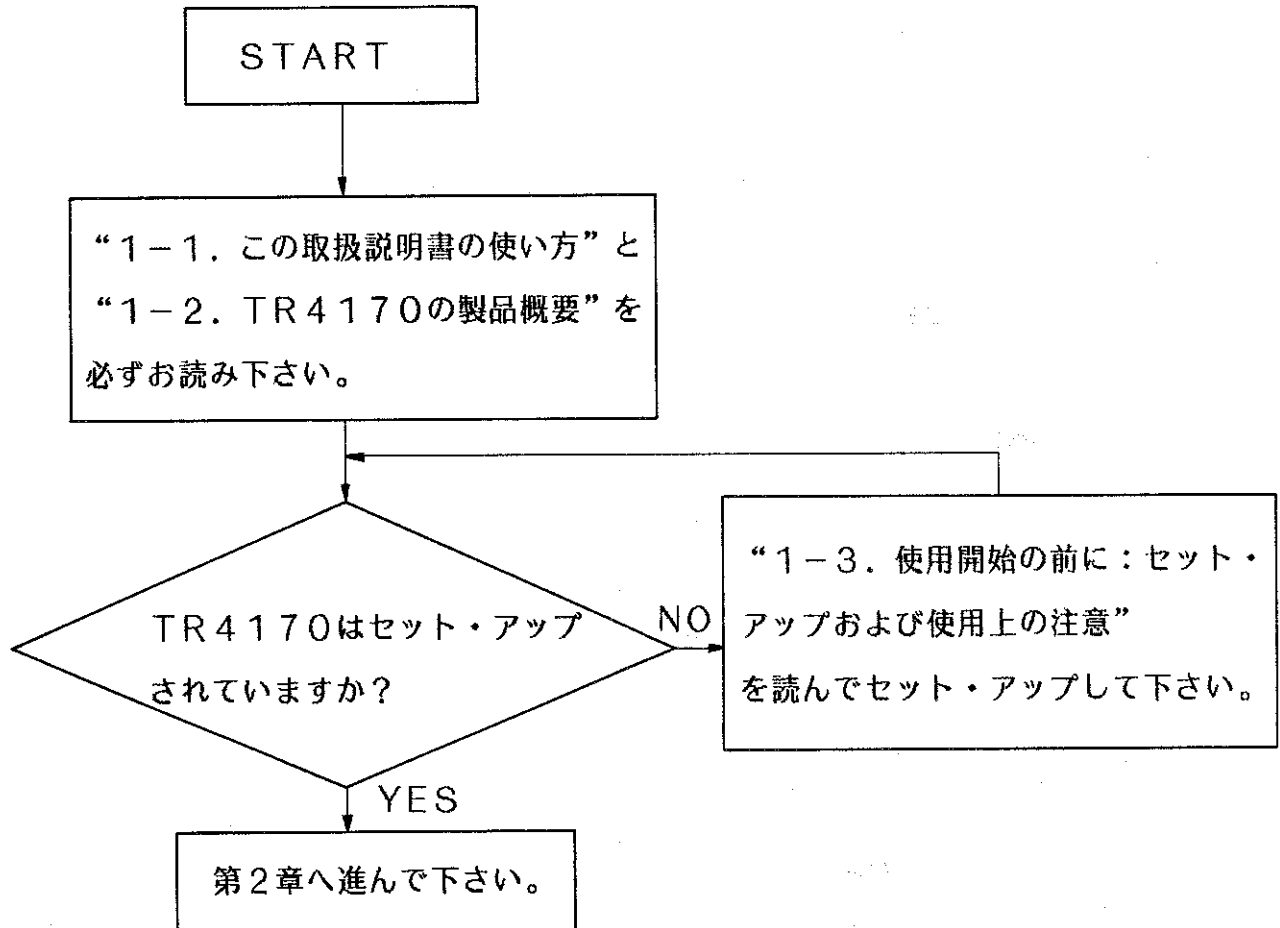 START
“1−1．この取扱説明書の使い方”と
“1−2．TR4170の製品概要”を
必ずお読み下さい。
TR4170はセット・アップ
されていますか？
NO
“1−3．使用開始の前に：セット・
アップおよび使用上の注意”
を読んでセット・アップして下さい。
YES
第2章へ進んで下さい。